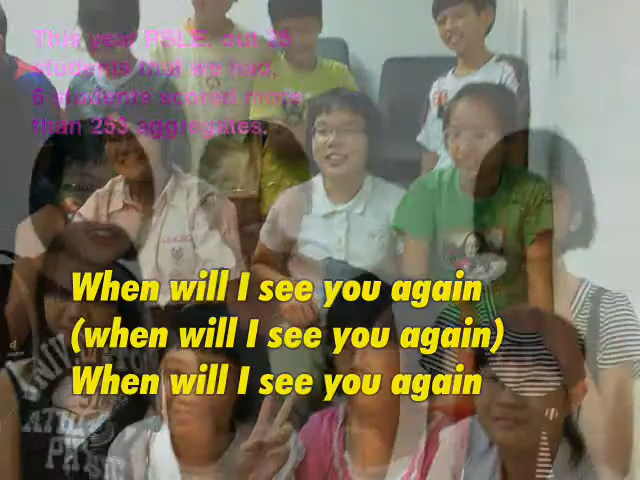 This year PSLE, out 25
students that we had,
6 students scored more
than 253 aggregates.
When will I see you again
(when will I see you again)
When will I see you again